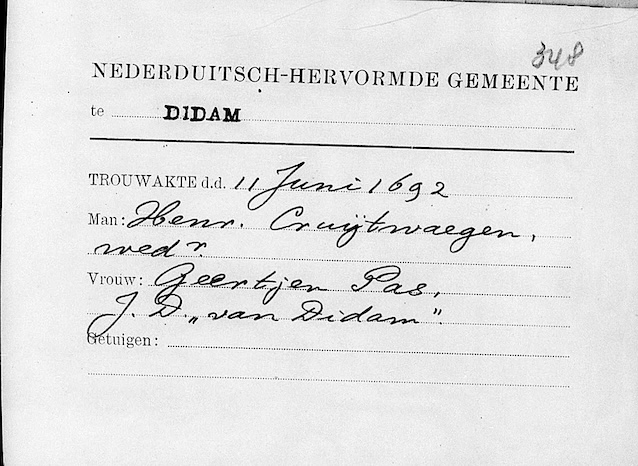 348
NEDERDUITSCH-HERVORMDE GEMEENTE
te DIDAM
TROUWAKTE d.d. 11 Juni 1692
Man: Henr. Cruijtwaegen,
wedr.
Vrouw: Geertjen Pas,
J. D. „van Didam".
Getuigen: